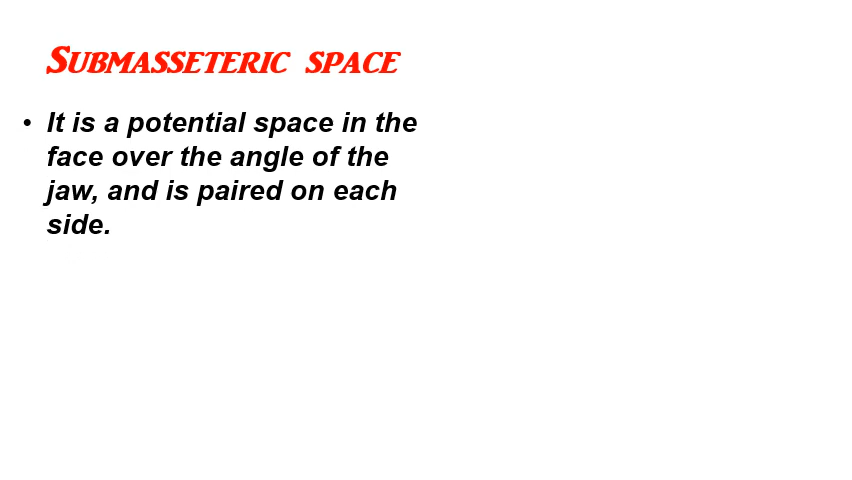 Submasseteric space
• It is a potential space in the
face over the angle of the
jaw, and is paired on each
side.